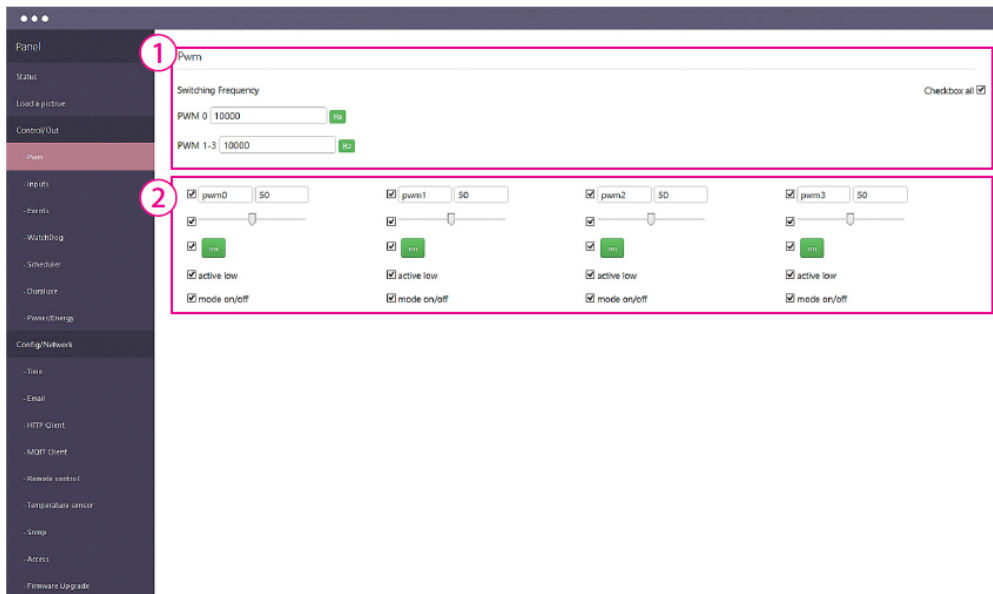 Panel
Status
Load a pictrue
Control/Out
- Pwm
- Inputs
- Events
- WatchDog
- Scheduler
- Power/Energy
Config/Network
- Time
- Email
- HTTP Client
- MQTT Client
- Remote control
- Temperature sensor
- Snmp
- Access
- Firmware Upgrade
1
Pwm
Switching Frequency
Checkbox all
PWM 0 10000 Hz
PWM 1-3 10000 Hz
2
pwm0 50 pwm1 50 pwm2 50 pwm3 50
active low active low active low active low
mode on/off mode on/off mode on/off mode on/off